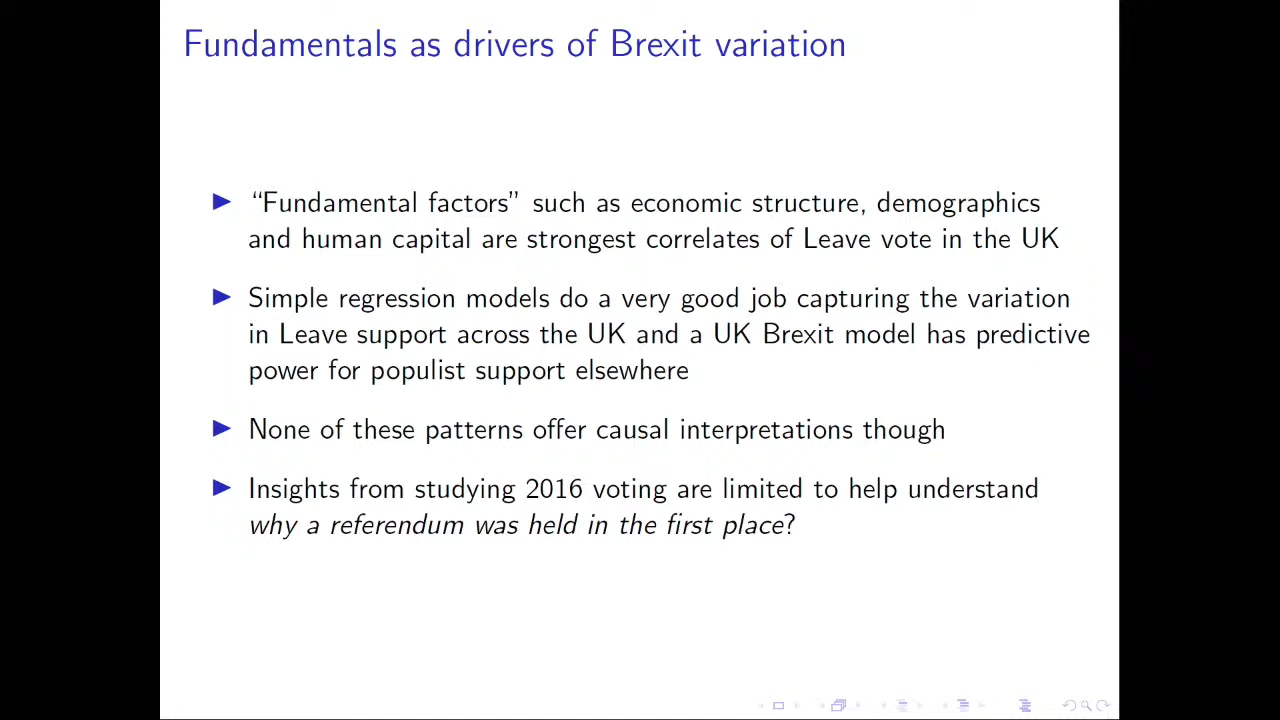 Fundamentals as drivers of Brexit variation
“Fundamental factors” such as economic structure, demographics
and human capital are strongest correlates of Leave vote in the UK
Simple regression models do a very good job capturing the variation
in Leave support across the UK and a UK Brexit model has predictive
power for populist support elsewhere
None of these patterns offer causal interpretations though
Insights from studying 2016 voting are limited to help understand
why a referendum was held in the first place?